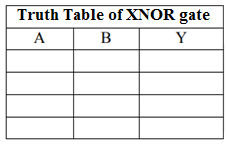 Truth Table of XNOR gate
A B Y